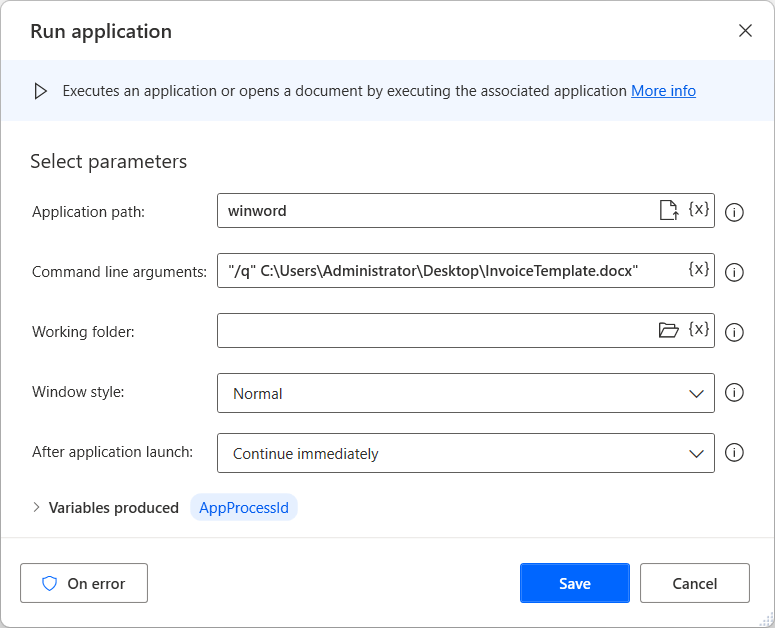 Run application
Executes an application or opens a document by executing the associated application More info
Select parameters
Application path: winword {x}
Command line arguments: "/q" C:\Users\Administrator\Desktop\InvoiceTemplate.docx" {x}
Working folder: {x}
Window style: Normal
After application launch: Continue immediately
Variables produced AppProcessId
On error Save Cancel